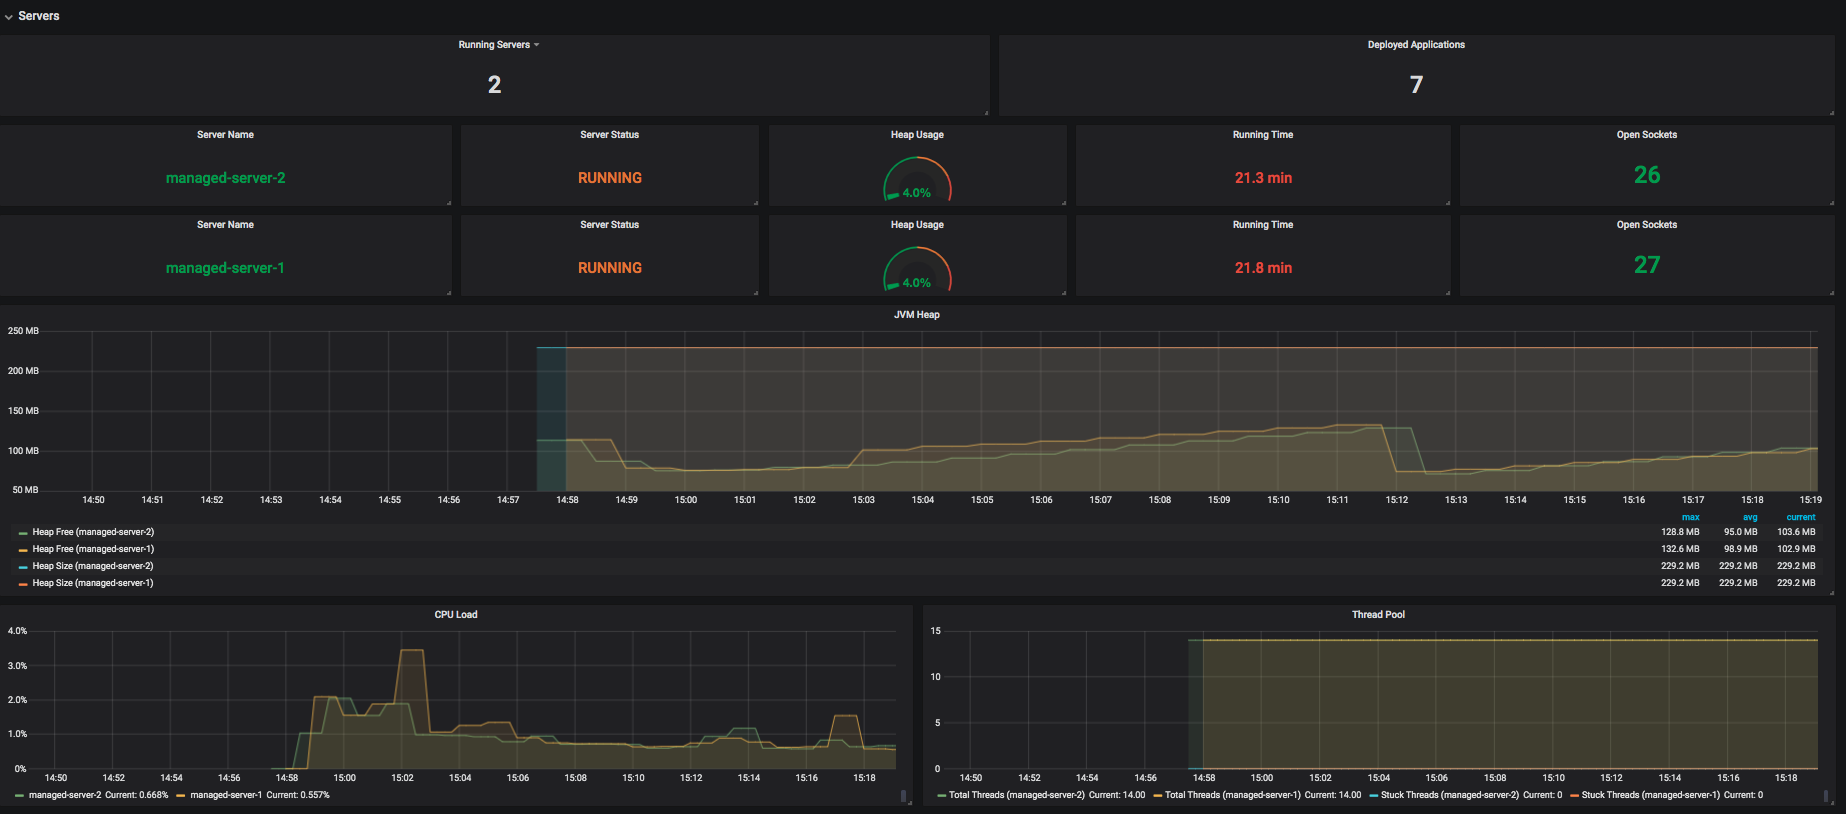 Servers
Running Servers
Deployed Applications
2
7
Server Name
Server Status
Heap Usage
Running Time
Open Sockets
managed-server-2
RUNNING
4.0%
21.3 min
26
Server Name
Server Status
Heap Usage
Running Time
Open Sockets
managed-server-1
RUNNING
4.0%
21.8 min
27
JVM Heap
250 MB
200 MB
150 MB
100 MB
50 MB
14:50 14:51 14:52 14:53 14:54 14:55 14:56 14:57 14:58 14:59 15:00 15:01 15:02 15:03 15:04 15:05 15:06 15:07 15:08 15:09 15:10 15:11 15:12 15:13 15:14 15:15 15:16 15:17 15:18 15:19
max avg current
Heap Free (managed-server-2) 128.8 MB 95.0 MB 103.6 MB
Heap Free (managed-server-1) 132.6 MB 98.9 MB 102.9 MB
Heap Size (managed-server-2) 229.2 MB 229.2 MB 229.2 MB
Heap Size (managed-server-1) 229.2 MB 229.2 MB 229.2 MB
CPU Load
4.0%
3.0%
2.0%
1.0%
0%
14:50 14:52 14:54 14:56 14:58 15:00 15:02 15:04 15:06 15:08 15:10 15:12 15:14 15:16 15:18
managed-server-2 Current: 0.668% managed-server-1 Current: 0.557%
Thread Pool
15
10
5
0
14:50 14:52 14:54 14:56 14:58 15:00 15:02 15:04 15:06 15:08 15:10 15:12 15:14 15:16 15:18
Total Threads (managed-server-2) Current: 14.00 Total Threads (managed-server-1) Current: 14.00 Stuck Threads (managed-server-2) Current: 0 Stuck Threads (managed-server-1) Current: 0